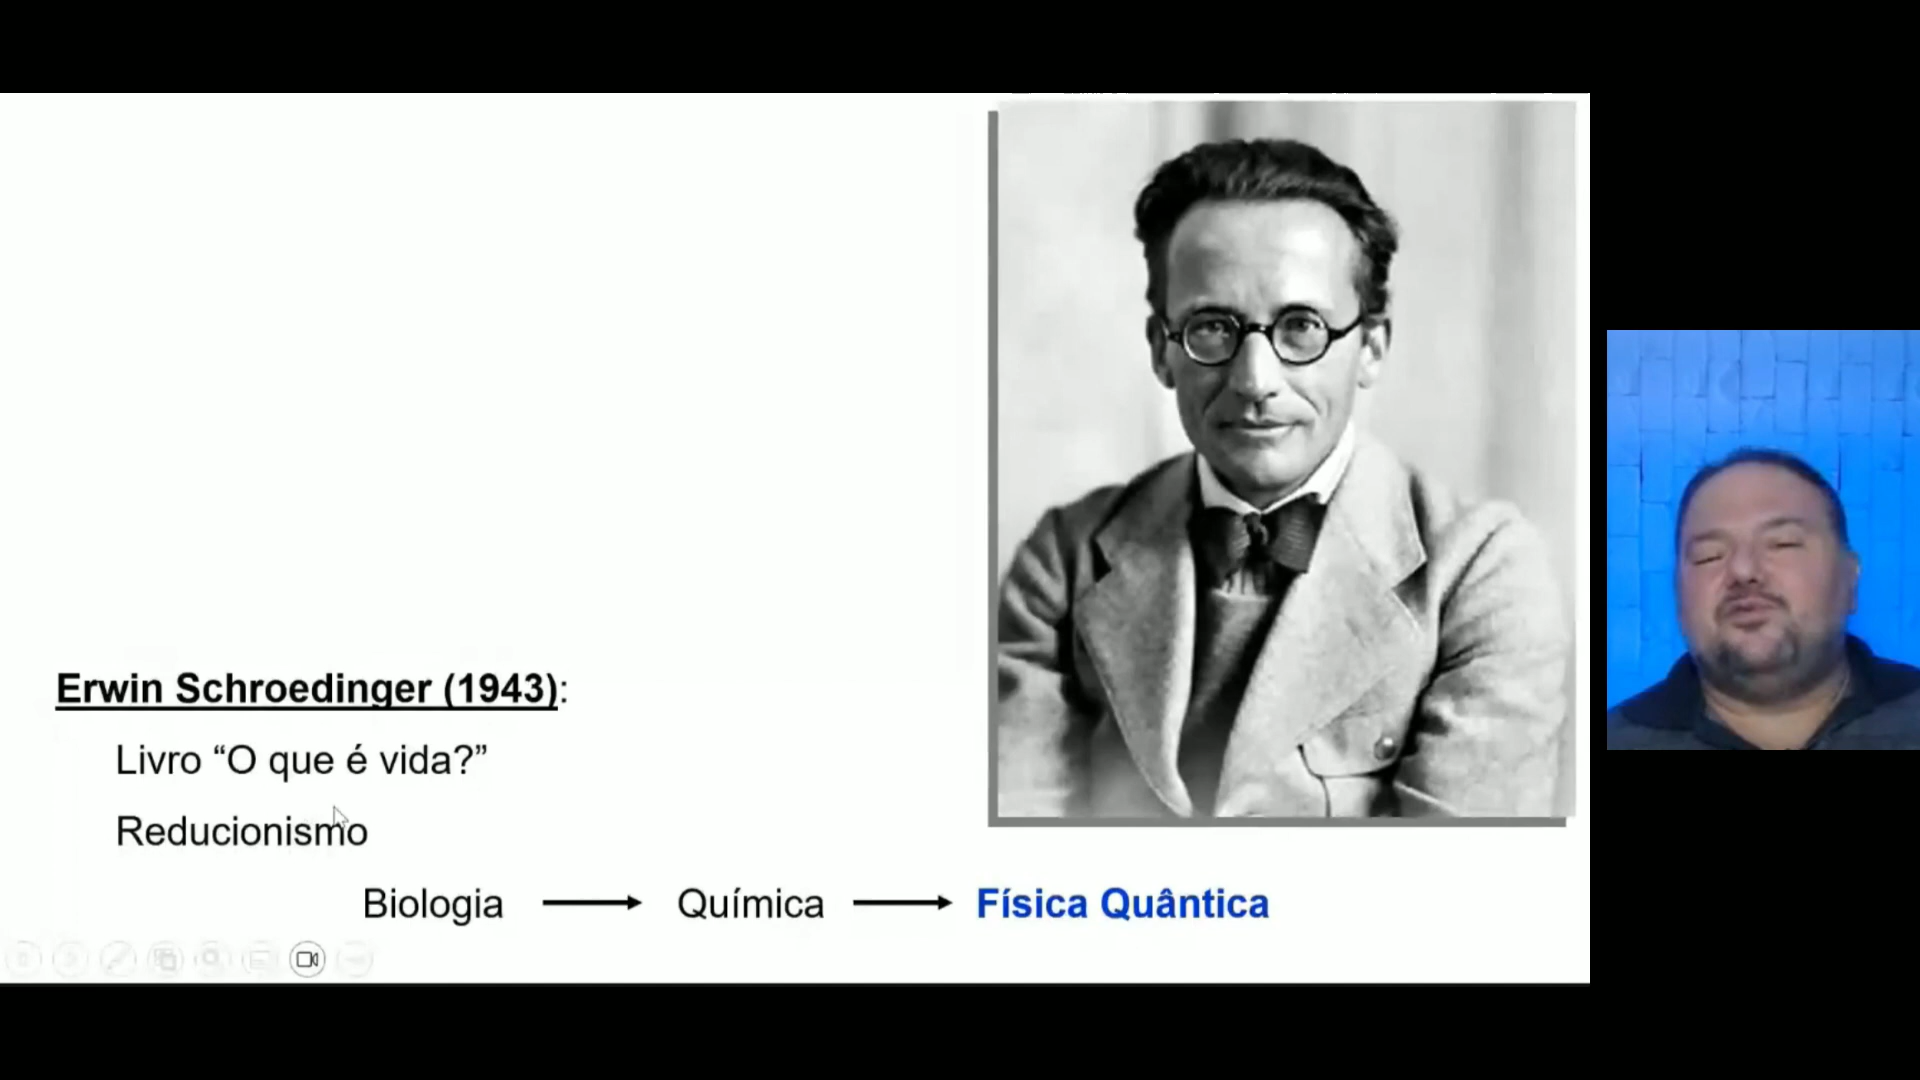 Erwin Schroedinger (1943):
Livro “O que é vida?”
Reducionismo
Biologia → Química → Física Quântica